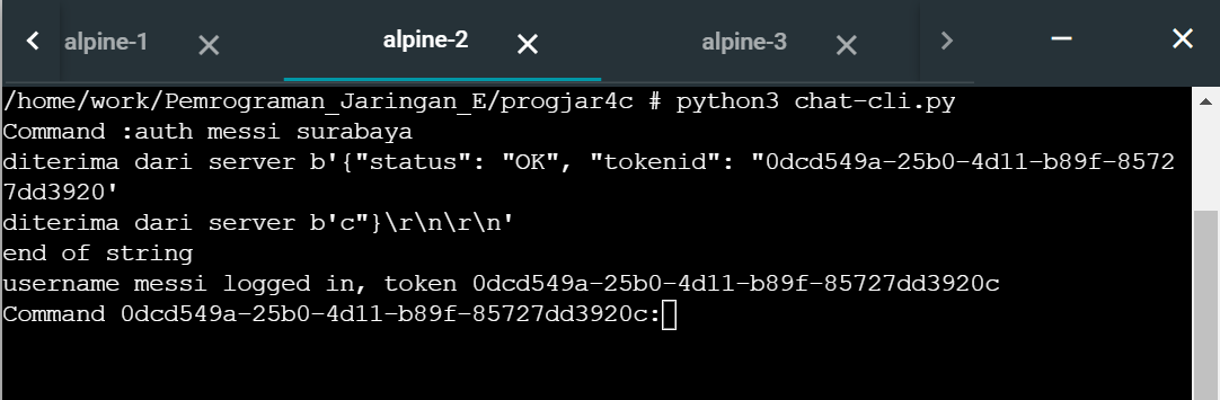 alpine-1
alpine-2
alpine-3
/home/work/Pemrograman_Jaringan_E/progjar4c # python3 chat-cli.py
Command :auth messi surabaya
diterima dari server b'{"status": "OK", "tokenid": "0dcd549a-25b0-4d11-b89f-8572
7dd3920'
diterima dari server b'c"}\r\n\r\n'
end of string
username messi logged in, token 0dcd549a-25b0-4d11-b89f-85727dd3920c
Command 0dcd549a-25b0-4d11-b89f-85727dd3920c: